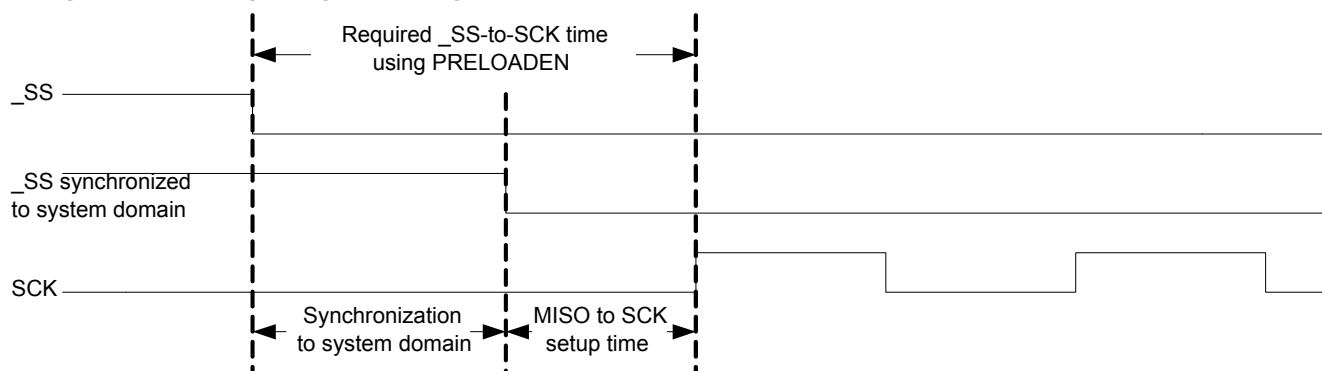 Required _SS-to-SCK time
using PRELOADEN
_SS
_SS synchronized
to system domain
SCK
Synchronization
to system domain
MISO to SCK
setup time